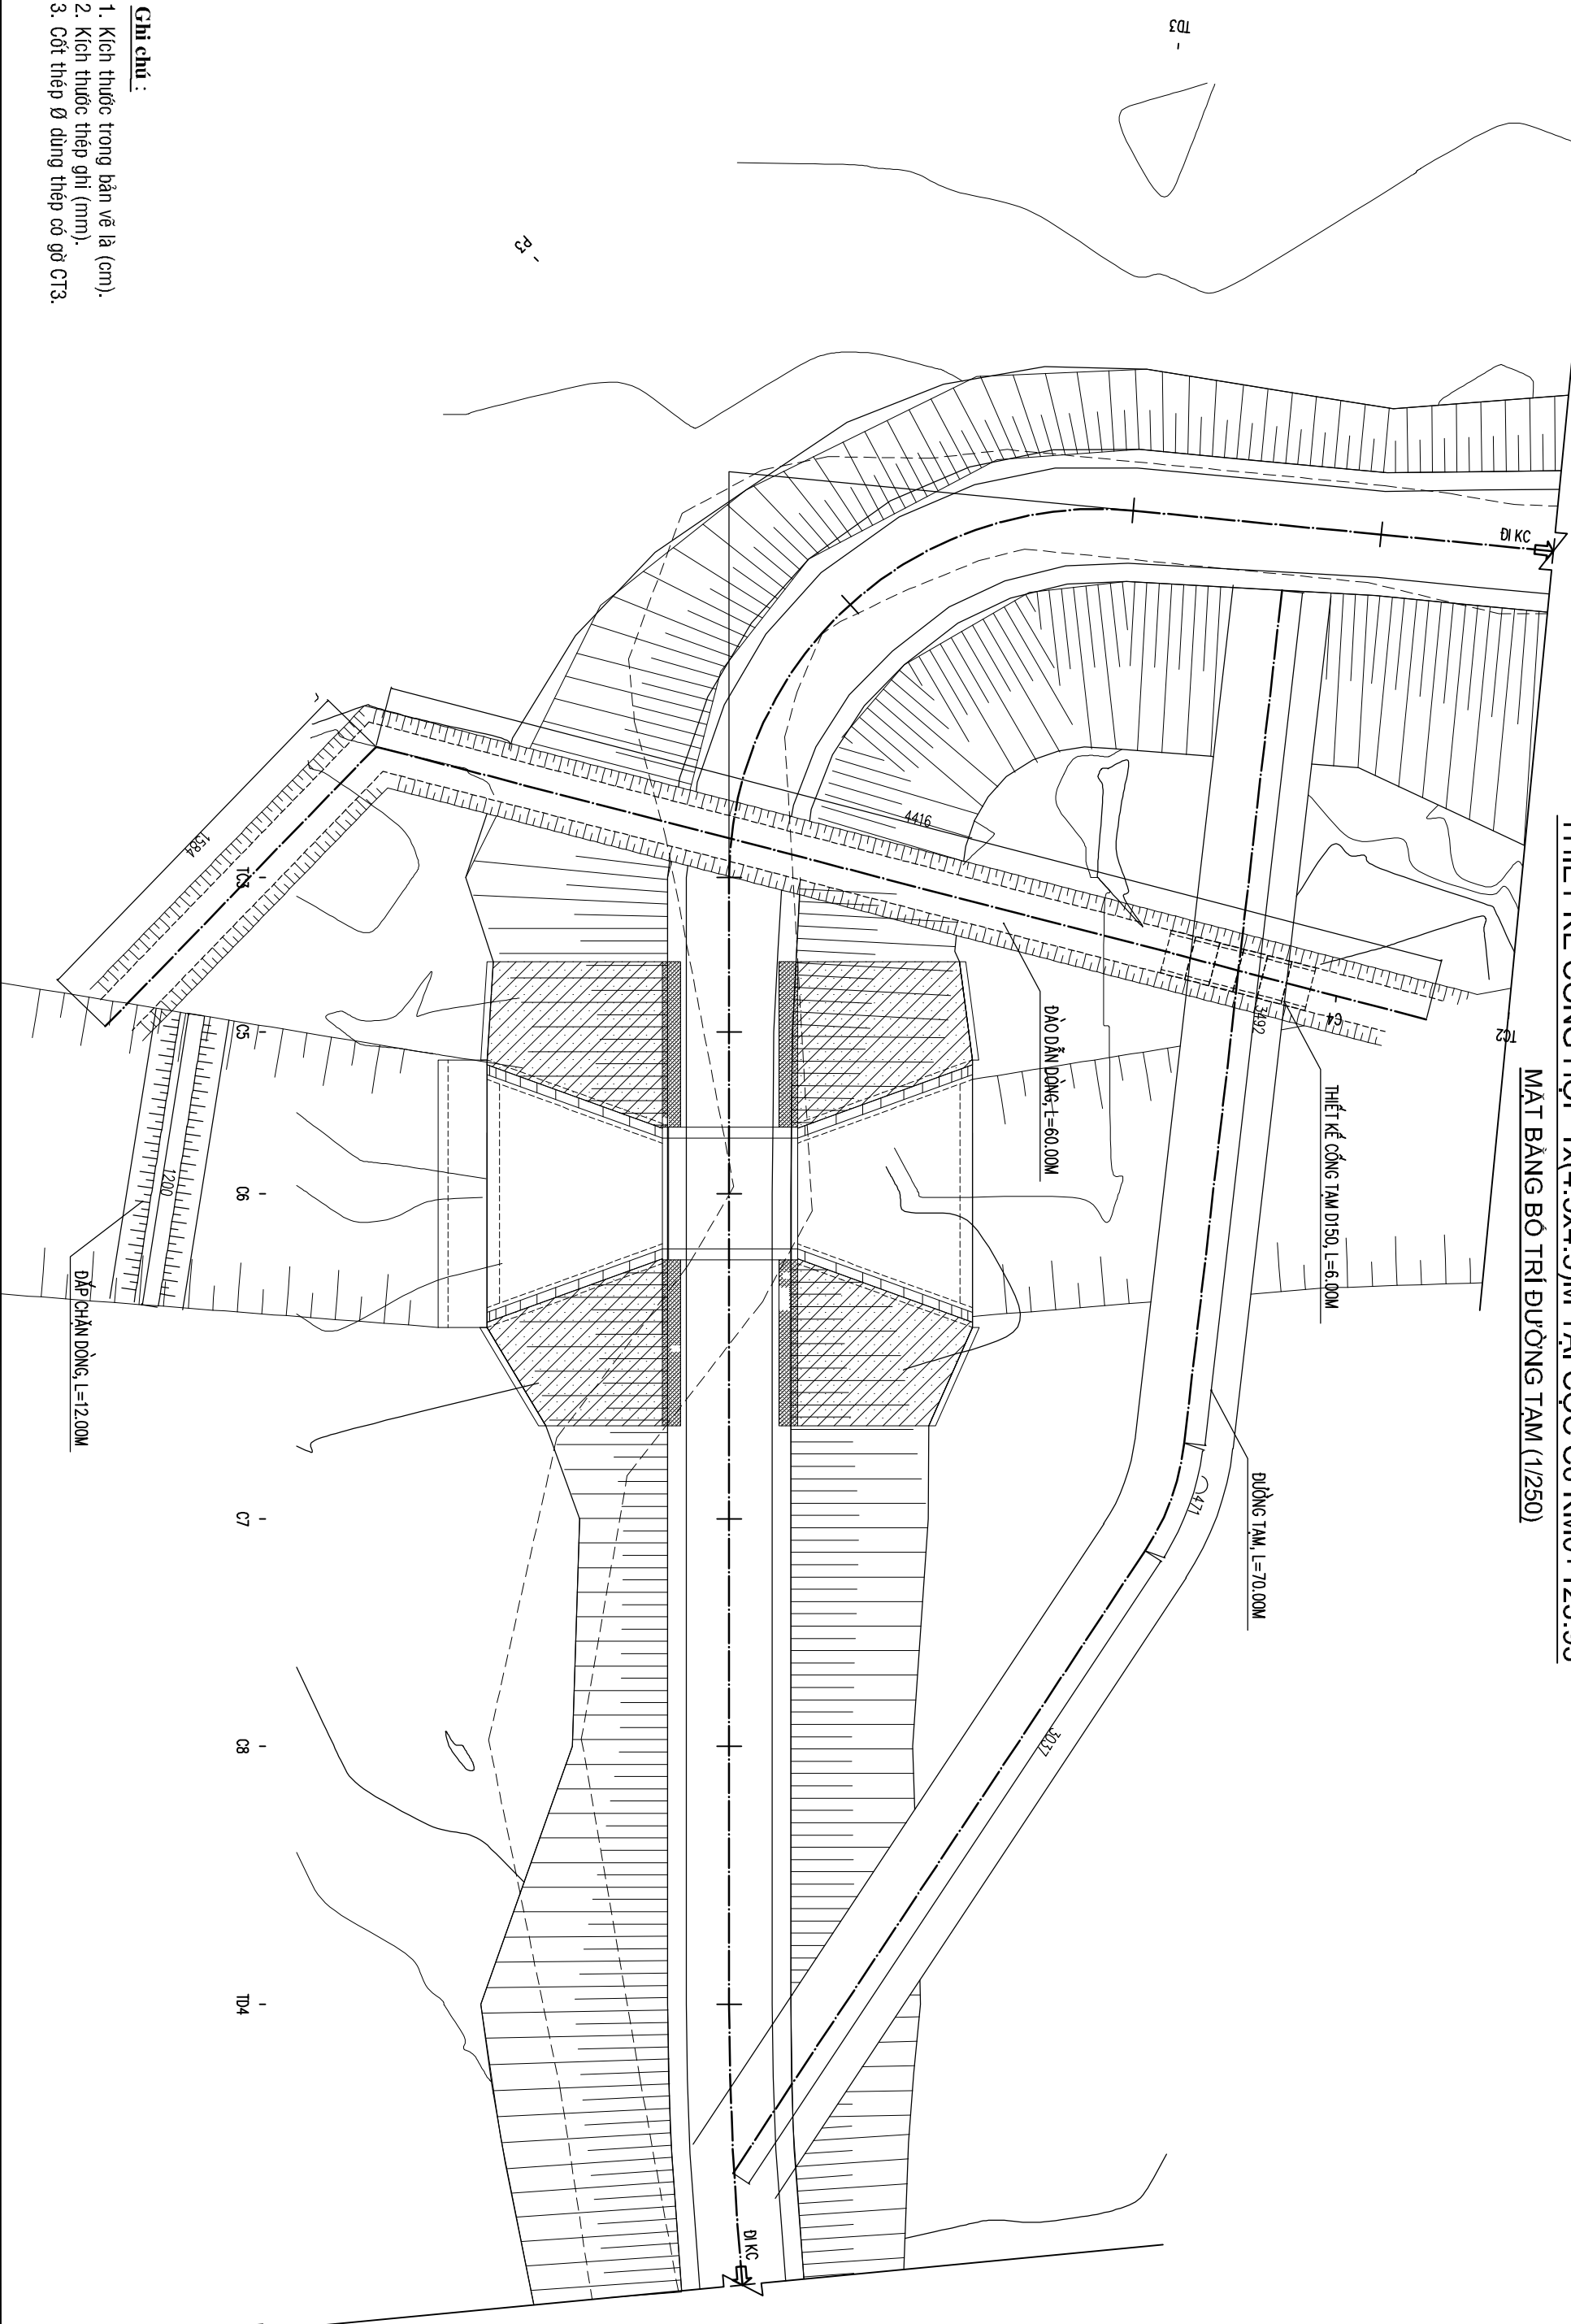 MẶT BẰNG BỐ TRÍ ĐƯỜNG TẠM (1/250)
TC2
C4
THIẾT KẾ CỐNG TẠM D150, L=6.00M
3492
ĐƯỜNG TẠM, L=70.00M
471
3037
ĐÀO DẪN DÒNG, L=60.00M
4416
ĐI KC
ĐI KC
TD3
P3
TC3
C5
C6
C7
C8
TD4
1584
1200
ĐẮP CHẶN DÒNG, L=12.00M
Ghi chú :
1. Kích thước trong bản vẽ là (cm).
2. Kích thước thép ghi (mm).
3. Cốt thép Ø dùng thép có gờ CT3.